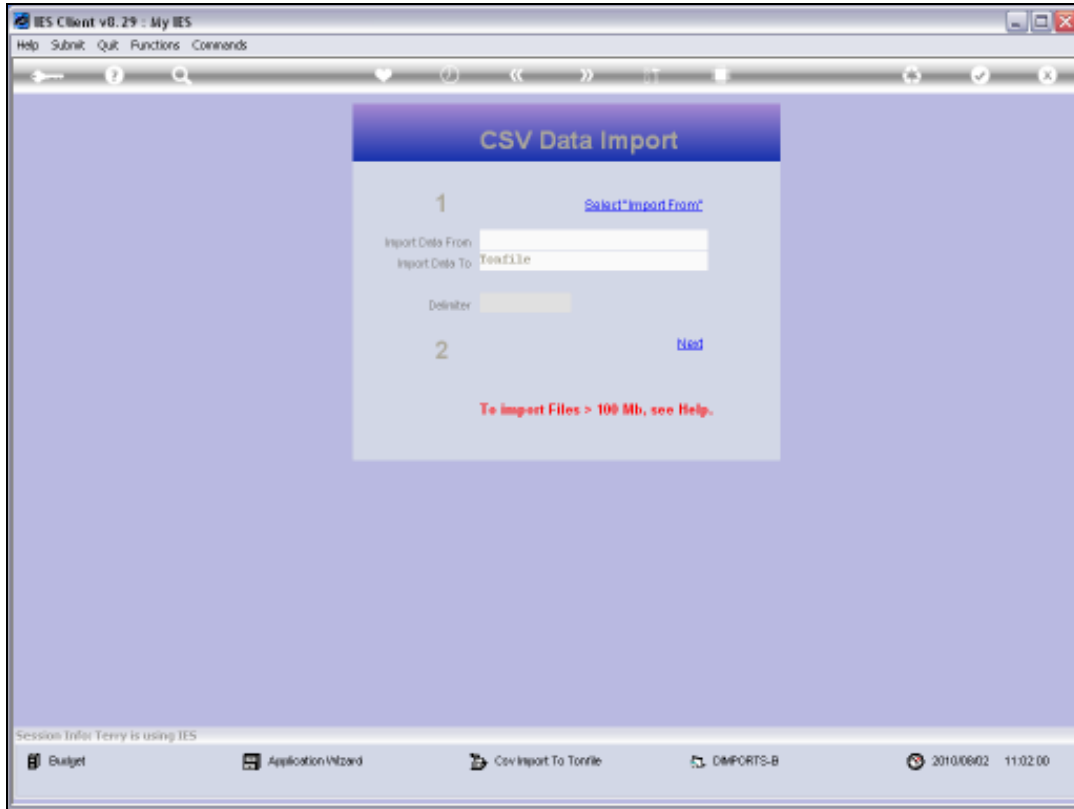 IES Client v8.29 : My IES
Help Submit Quit Functions Commands
CSV Data Import
1
Select "Import From"
Import Data From
Import Data To Tonfile
Delimiter
2
Next
To import Files > 100 Mb, see Help.
Session Info: Terry is using IES
Budget Application Wizard Csv Import To Tonfile DIMPORTS-B 2010/08/02 11:02:00